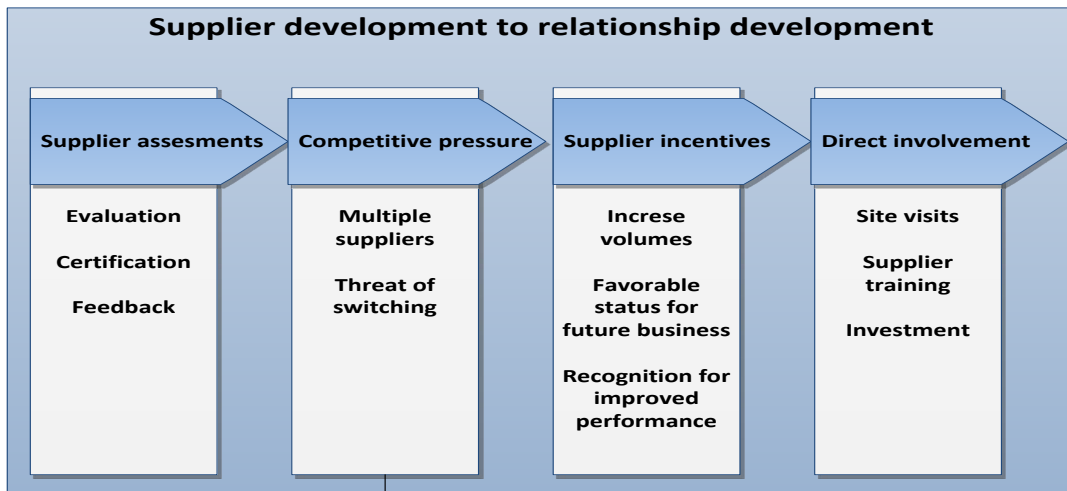 Supplier development to relationship development
Supplier assesments
Evaluation
Certification
Feedback
Competitive pressure
Multiple
suppliers
Threat of
switching
Supplier incentives
Increse
volumes
Favorable
status for
future business
Recognition for
improved
performance
Direct involvement
Site visits
Supplier
training
Investment